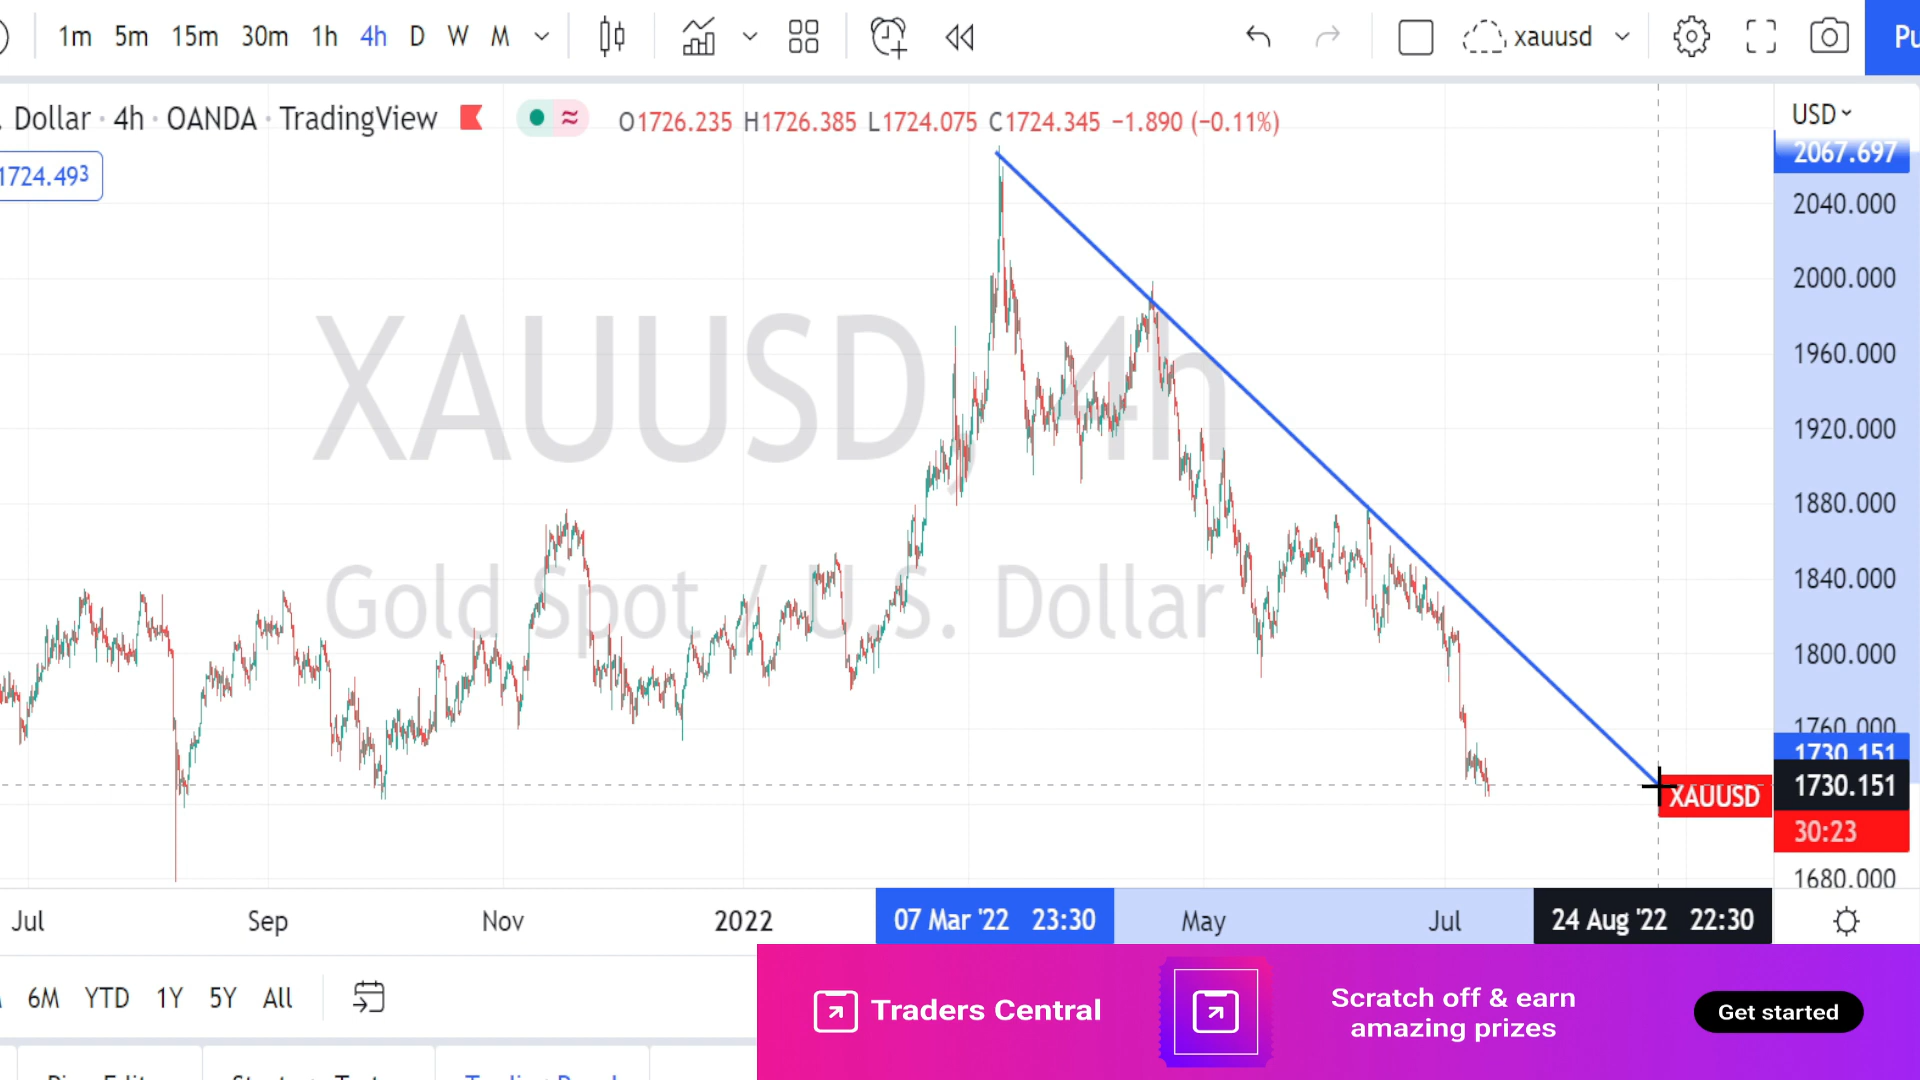 1m 5m 15m 30m 1h 4h D W M xauusd Pu
Dollar · 4h · OANDA · TradingView O1726.235 H1726.385 L1724.075 C1724.345 −1.890 (−0.11%) USD
1724.493
2067.697
2040.000
2000.000
1960.000
1920.000
1880.000
1840.000
1800.000
1760.000
1730.151
1730.151
30:23
1680.000
XAUUSD, 4h
Gold Spot / U.S. Dollar
XAUUSD
Jul Sep Nov 2022 07 Mar '22 23:30 May Jul 24 Aug '22 22:30
6M YTD 1Y 5Y All
Traders Central
Scratch off & earn
amazing prizes
Get started